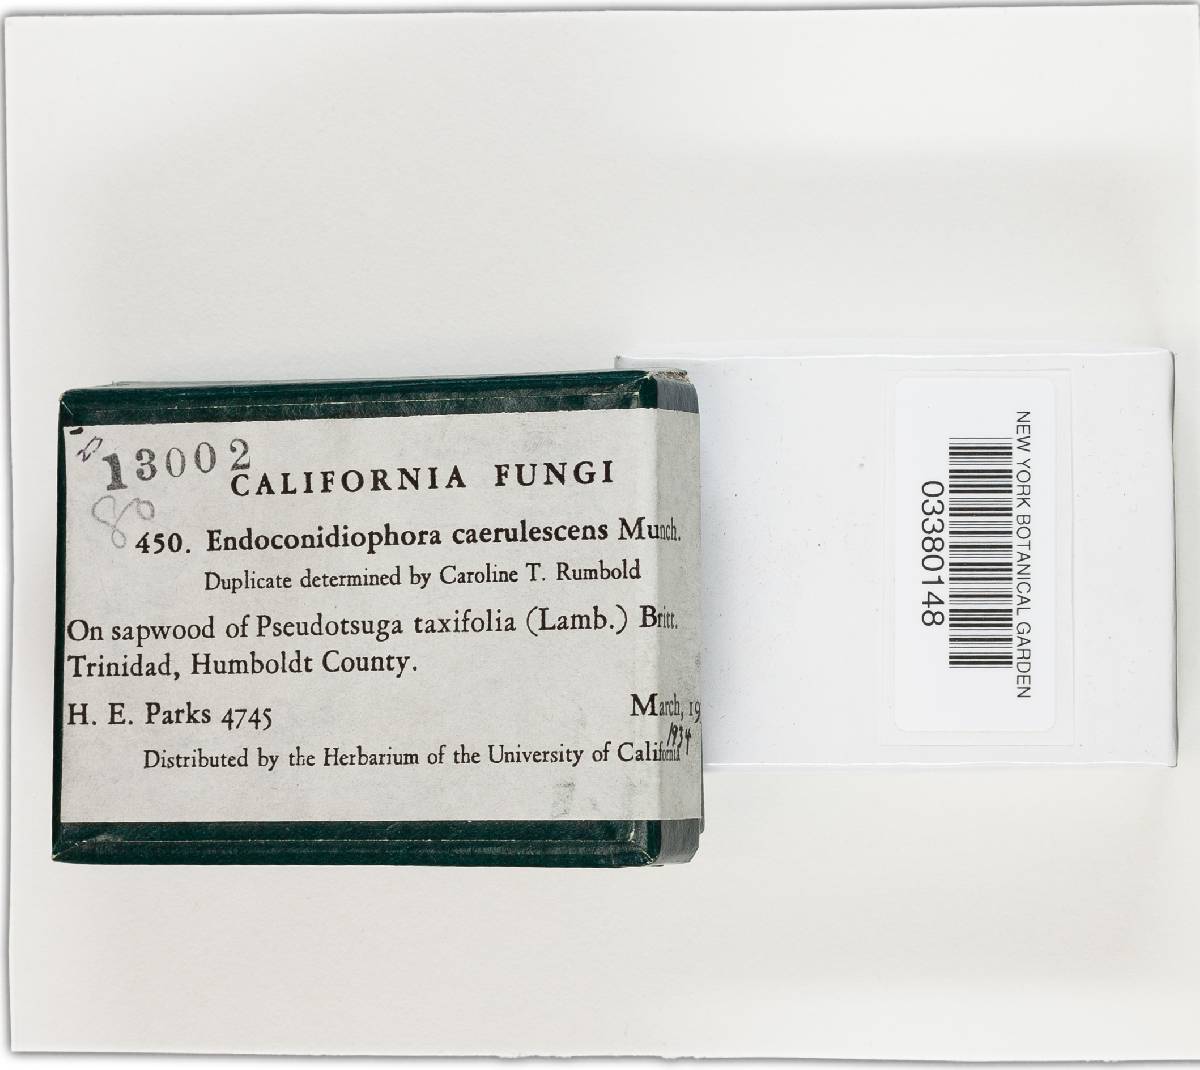 13002
CALIFORNIA FUNGI
80
450. Endoconidiophora caerulescens Munch.
Duplicate determined by Caroline T. Rumbold
On sapwood of Pseudotsuga taxifolia (Lamb.) Britt.
Trinidad, Humboldt County.
H. E. Parks 4745 March, 19
1934
Distributed by the Herbarium of the University of California
NEW YORK BOTANICAL GARDEN
03380148